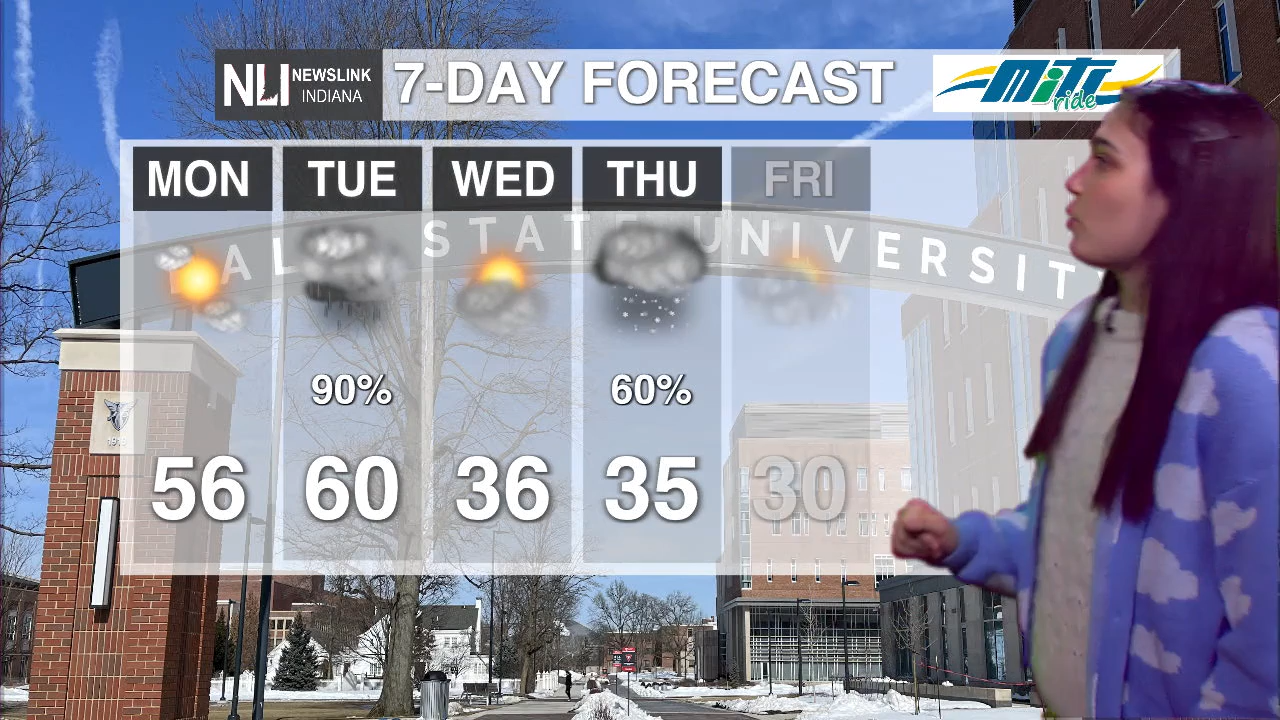 NLI NEWSLINK INDIANA
7-DAY FORECAST
MiTS ride
MON TUE WED THU FRI
STATE UNIVERSITY
90% 60%
56 60 36 35 30